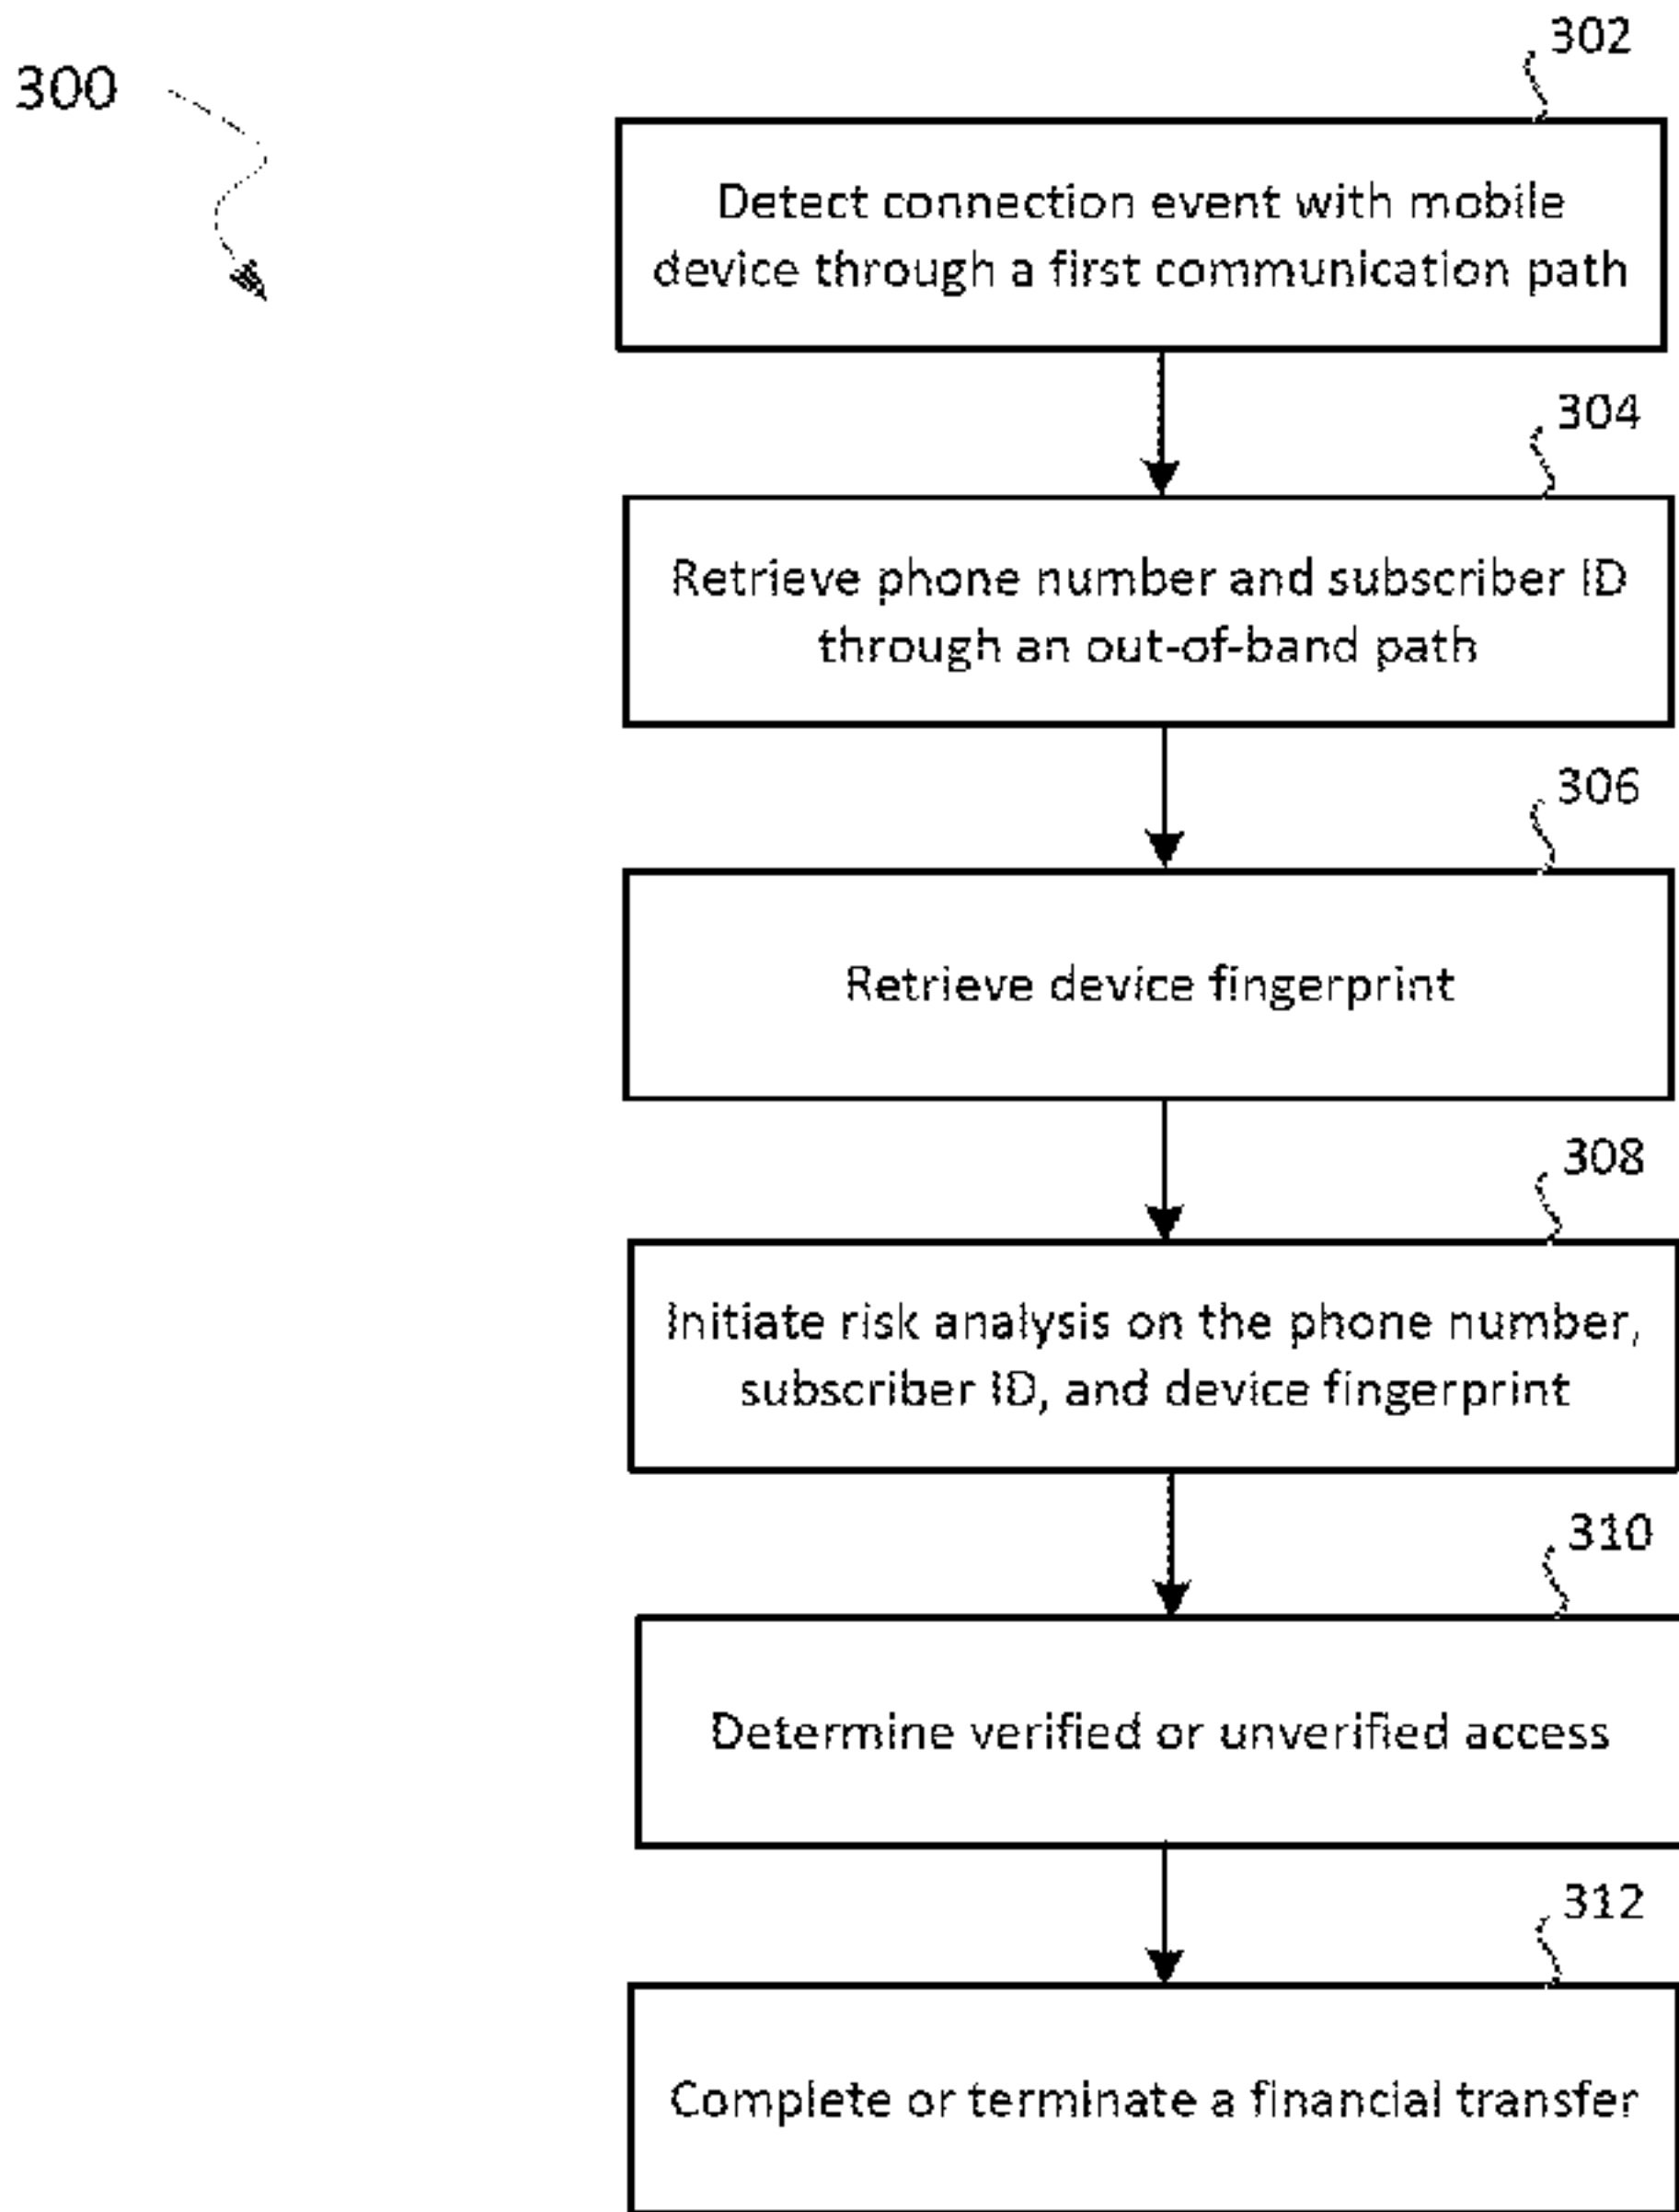 300
302
Detect connection event with mobile
device through a first communication path
304
Retrieve phone number and subscriber ID
through an out-of-band path
306
Retrieve device fingerprint
308
Initiate risk analysis on the phone number,
subscriber ID, and device fingerprint
310
Determine verified or unverified access
312
Complete or terminate a financial transfer